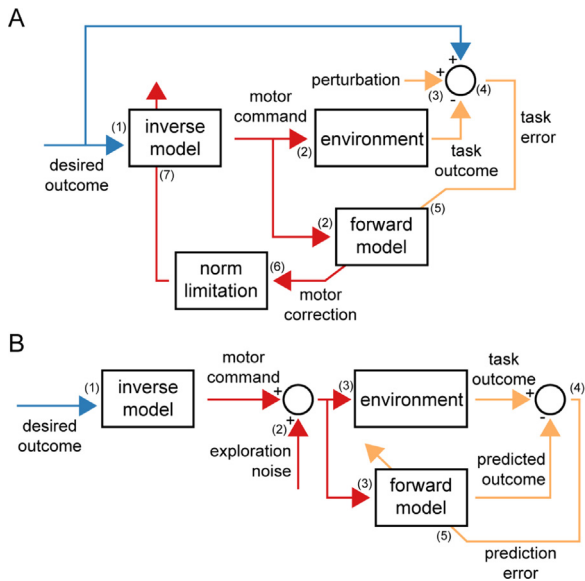 A
perturbation
+
+
-
(3)
(4)
motor
command
(1)
inverse
model
(2)
environment
task
error
desired
outcome
(7)
task
outcome
(5)
(2)
forward
model
norm
limitation
(6)
motor
correction
B
motor
command
task
outcome
(1)
inverse
model
+
+
(2)
(3)
environment
+
-
(4)
desired
outcome
exploration
noise
(3)
forward
model
predicted
outcome
(5)
prediction
error